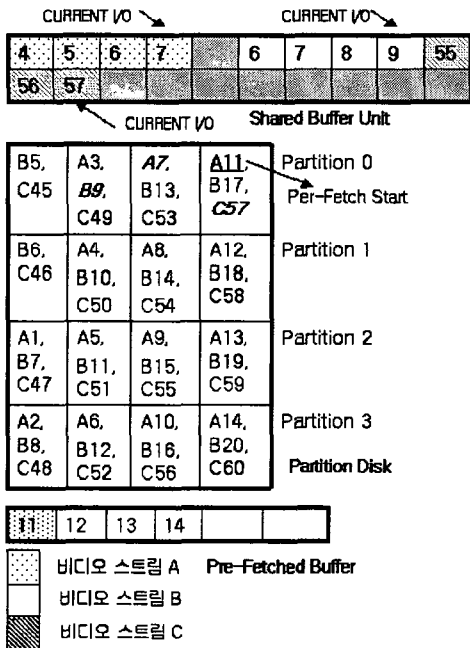 CURRENT I/O CURRENT I/O
4 5 6 7 6 7 8 9 55
56 57
CURRENT I/O Shared Buffer Unit
B5, C45
A3, B9, C49
A7, B13, C53
A11, B17, C57
Partition 0
Per-Fetch Start
B6, C46
A4, B10, C50
A8, B14, C54
A12, B18, C58
Partition 1
A1, B7, C47
A5, B11, C51
A9, B15, C55
A13, B19, C59
Partition 2
A2, B8, C48
A6, B12, C52
A10, B16, C56
A14, B20, C60
Partition 3
Partition Disk
11 12 13 14
비디오 스트림 A Pre-Fetched Buffer
비디오 스트림 B
비디오 스트림 C